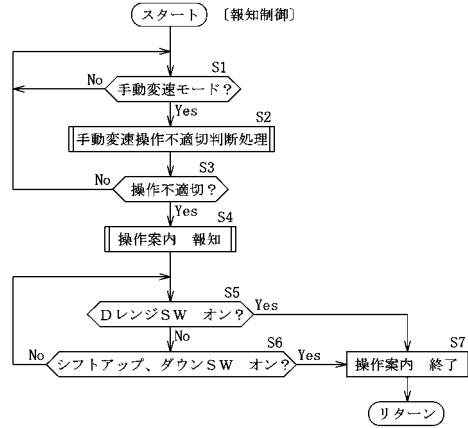 スタート 〔報知制御〕
S1
No
手動変速モード？
Yes
S2
手動変速操作不適切判断処理
S3
No
操作不適切？
Yes
S4
操作案内 報知
S5
DレンジSW オン？
Yes
No
S6
S7
No
シフトアップ、ダウンSW オン？
Yes
操作案内 終了
リターン